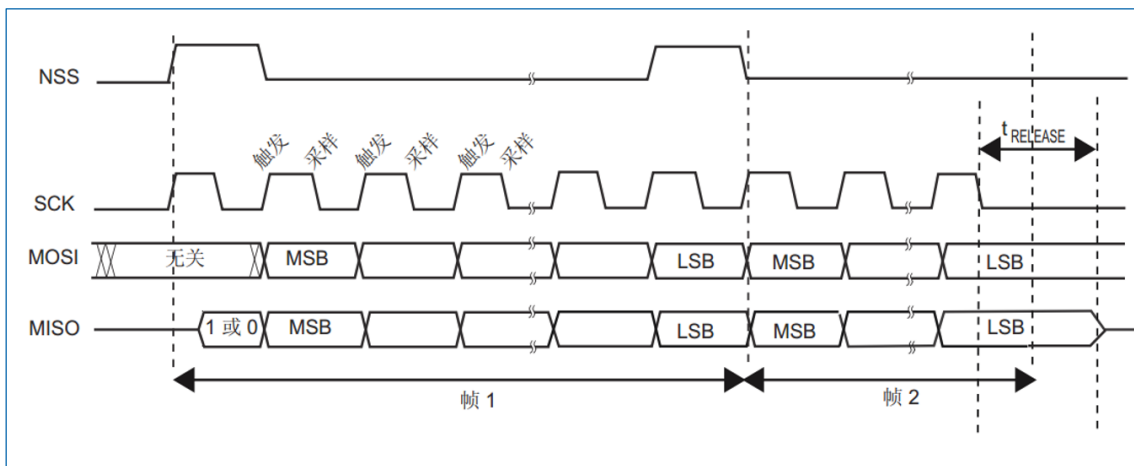 NSS
t RELEASE
触发 采样 触发 采样 触发 采样
SCK
MOSI 无关 MSB LSB MSB LSB
MISO 1 或 0 MSB LSB MSB LSB
帧 1 帧 2